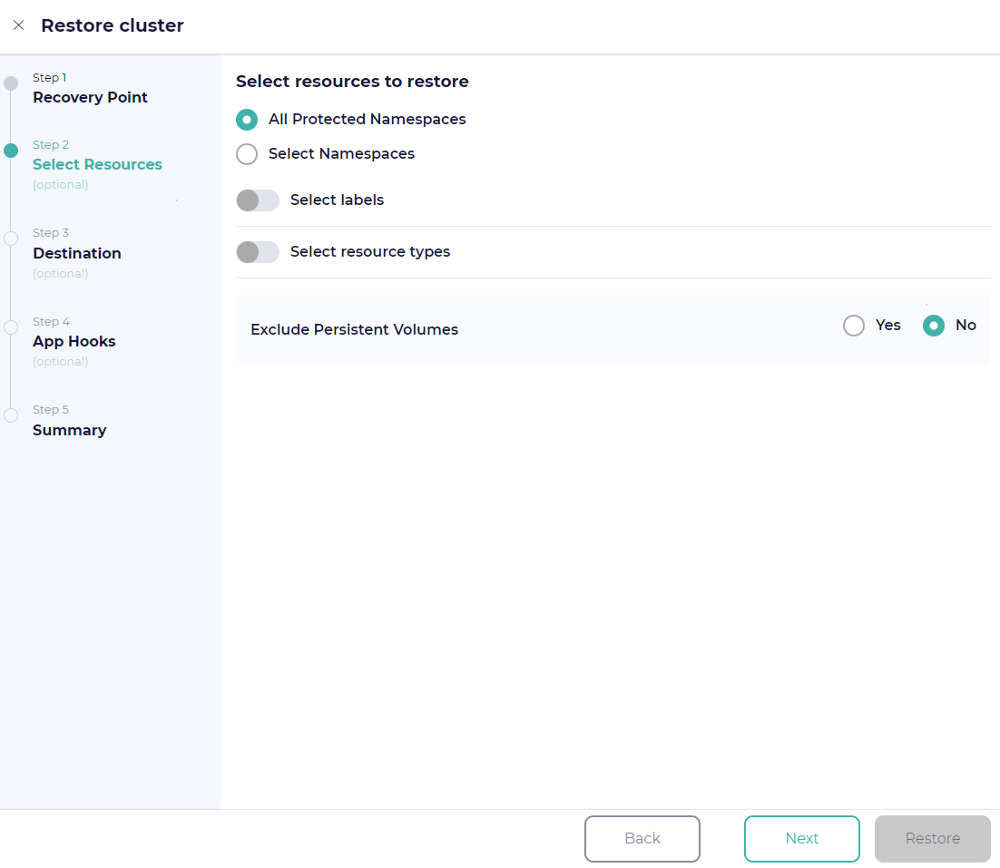 Restore cluster
Step 1
Recovery Point
Step 2
Select Resources
(optional)
Step 3
Destination
(optional)
Step 4
App Hooks
(optional)
Step 5
Summary
Select resources to restore
All Protected Namespaces
Select Namespaces
Select labels
Select resource types
Exclude Persistent Volumes
Yes
No
Back
Next
Restore